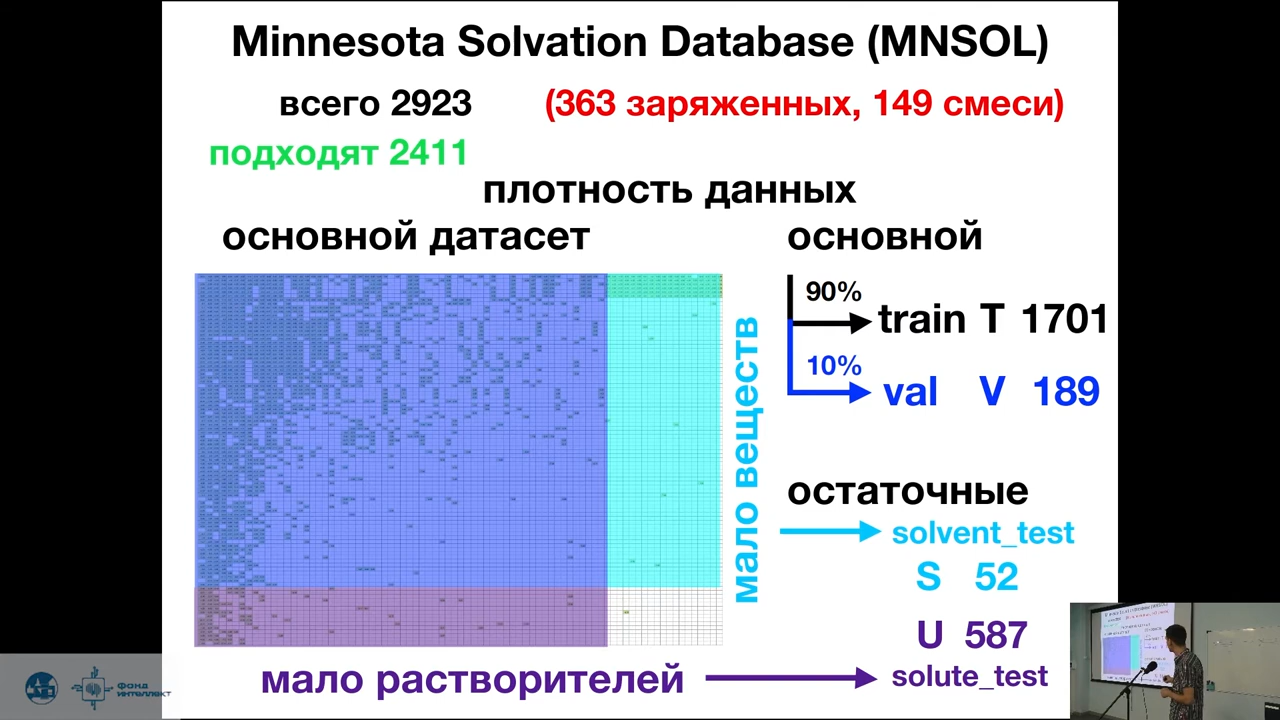 Minnesota Solvation Database (MNSOL)
всего 2923 (363 заряженных, 149 смеси)
подходят 2411
плотность данных
основной датасет
основной
90%
train T 1701
10%
val V 189
мало веществ
остаточные
solvent_test
S 52
U 587
solute_test
мало растворителей
Фонд
интеллект